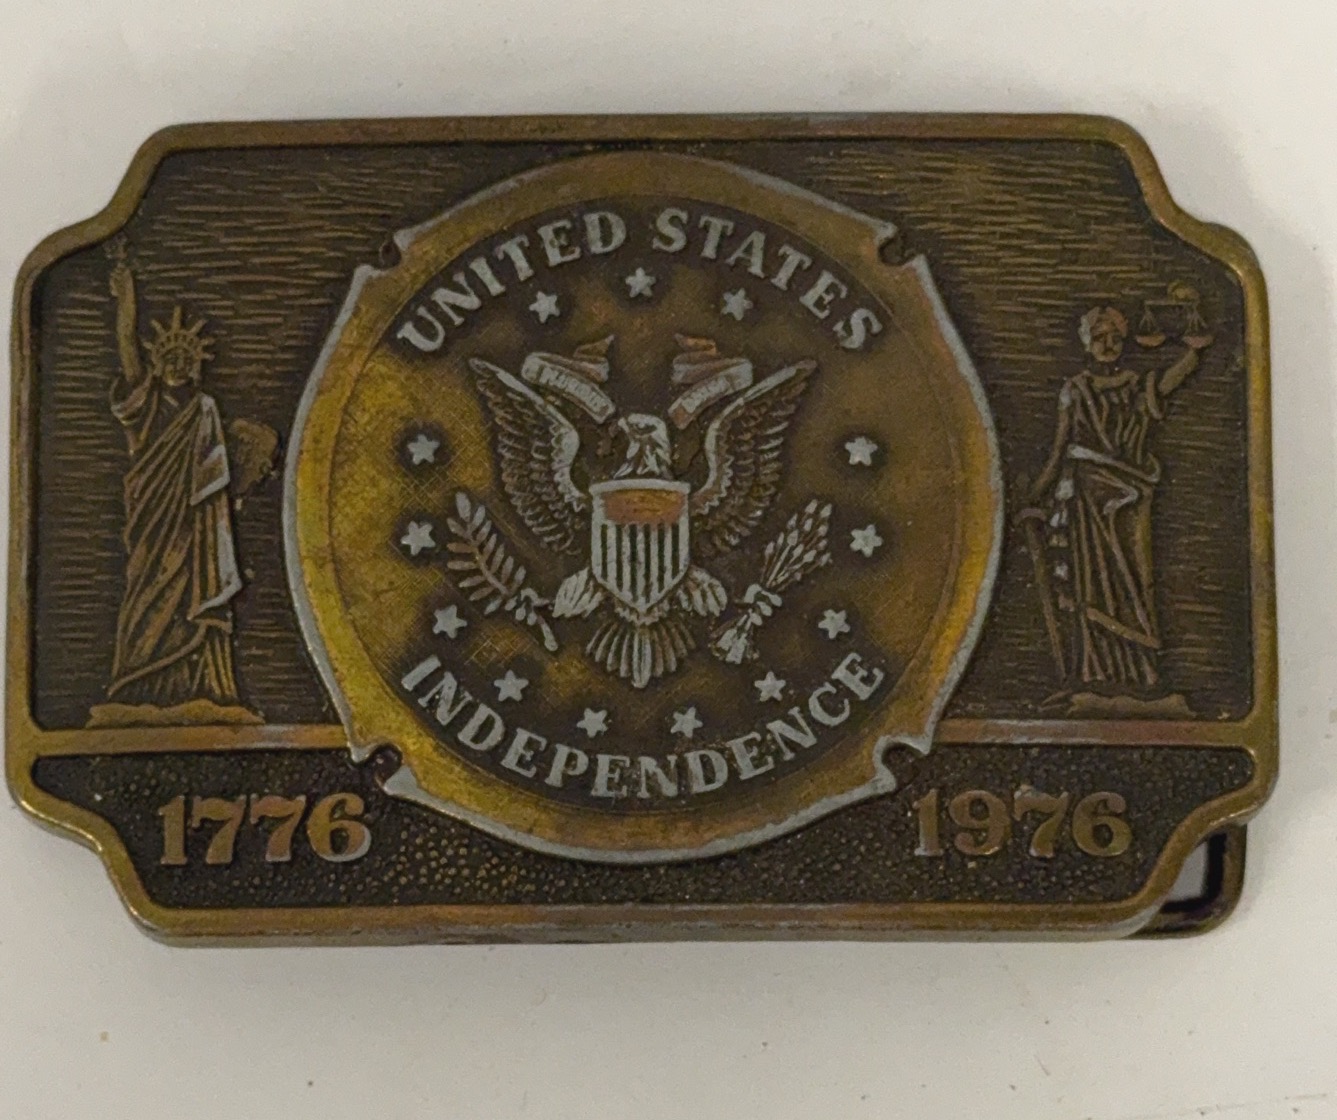 UNITED STATES
INDEPENDENCE
1776
1976